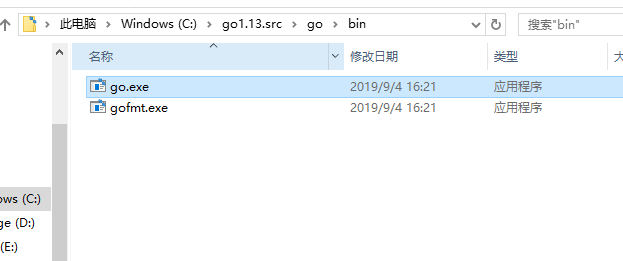 此电脑 > Windows (C:) > go1.13.src > go > bin
搜索"bin"
名称 修改日期 类型 大
go.exe 2019/9/4 16:21 应用程序
gofmt.exe 2019/9/4 16:21 应用程序
ows (C:)
ge (D:)
(E:)